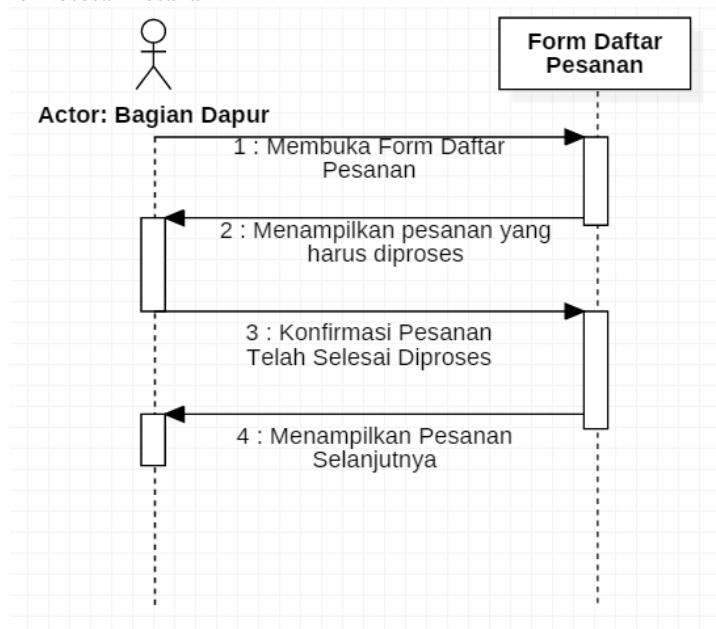 Form Daftar
Pesanan
Actor: Bagian Dapur
1 : Membuka Form Daftar
Pesanan
2 : Menampilkan pesanan yang
harus diproses
3 : Konfirmasi Pesanan
Telah Selesai Diproses
4 : Menampilkan Pesanan
Selanjutnya